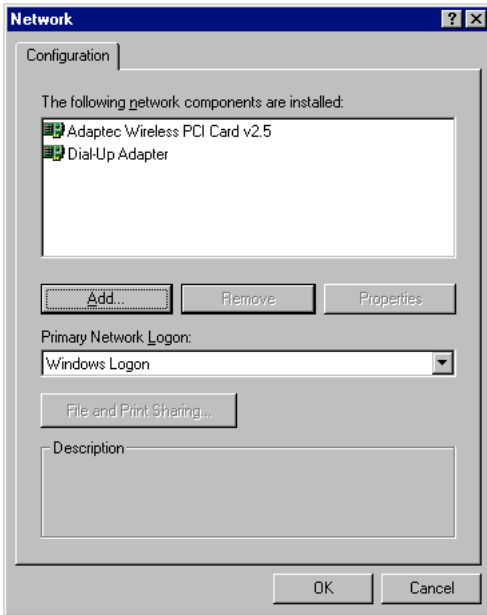 Network
Configuration
The following network components are installed:
Adaptec Wireless PCI Card v2.5
Dial-Up Adapter
Add... Remove Properties
Primary Network Logon:
Windows Logon
File and Print Sharing...
Description
OK Cancel